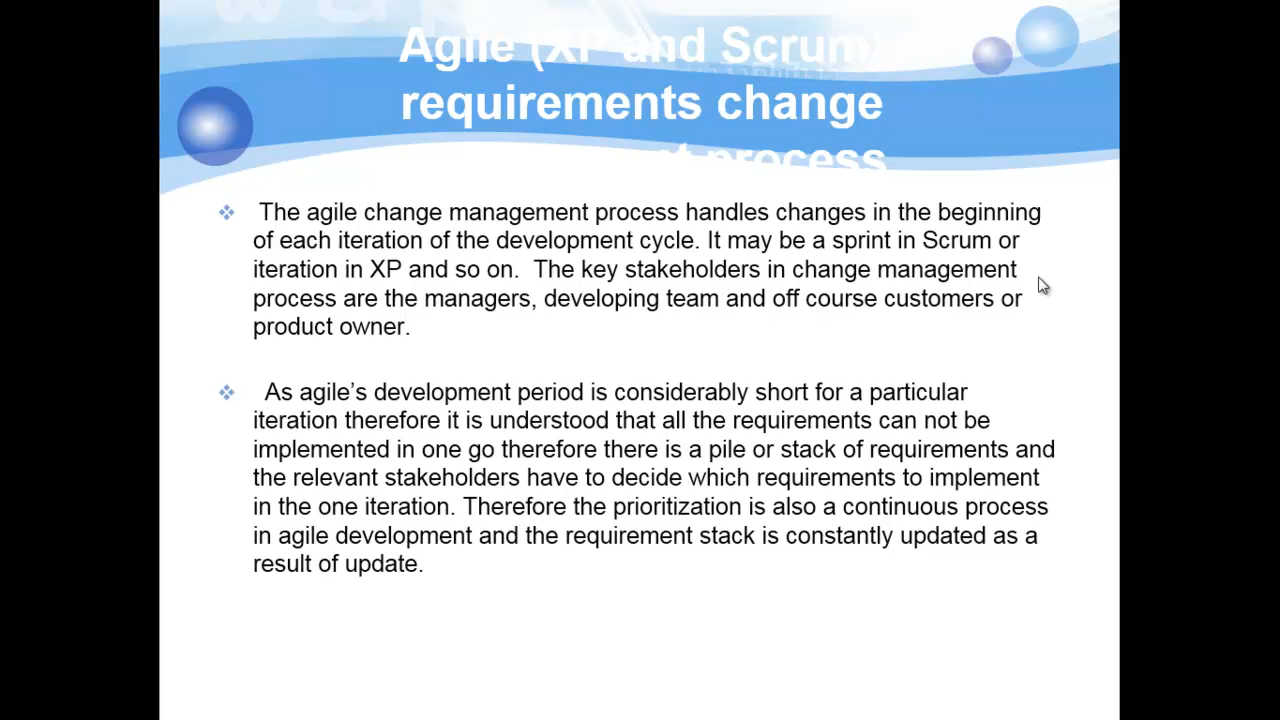 Agile (XP and Scrum)
requirements change
process
The agile change management process handles changes in the beginning
of each iteration of the development cycle. It may be a sprint in Scrum or
iteration in XP and so on. The key stakeholders in change management
process are the managers, developing team and off course customers or
product owner.
As agile’s development period is considerably short for a particular
iteration therefore it is understood that all the requirements can not be
implemented in one go therefore there is a pile or stack of requirements and
the relevant stakeholders have to decide which requirements to implement
in the one iteration. Therefore the prioritization is also a continuous process
in agile development and the requirement stack is constantly updated as a
result of update.